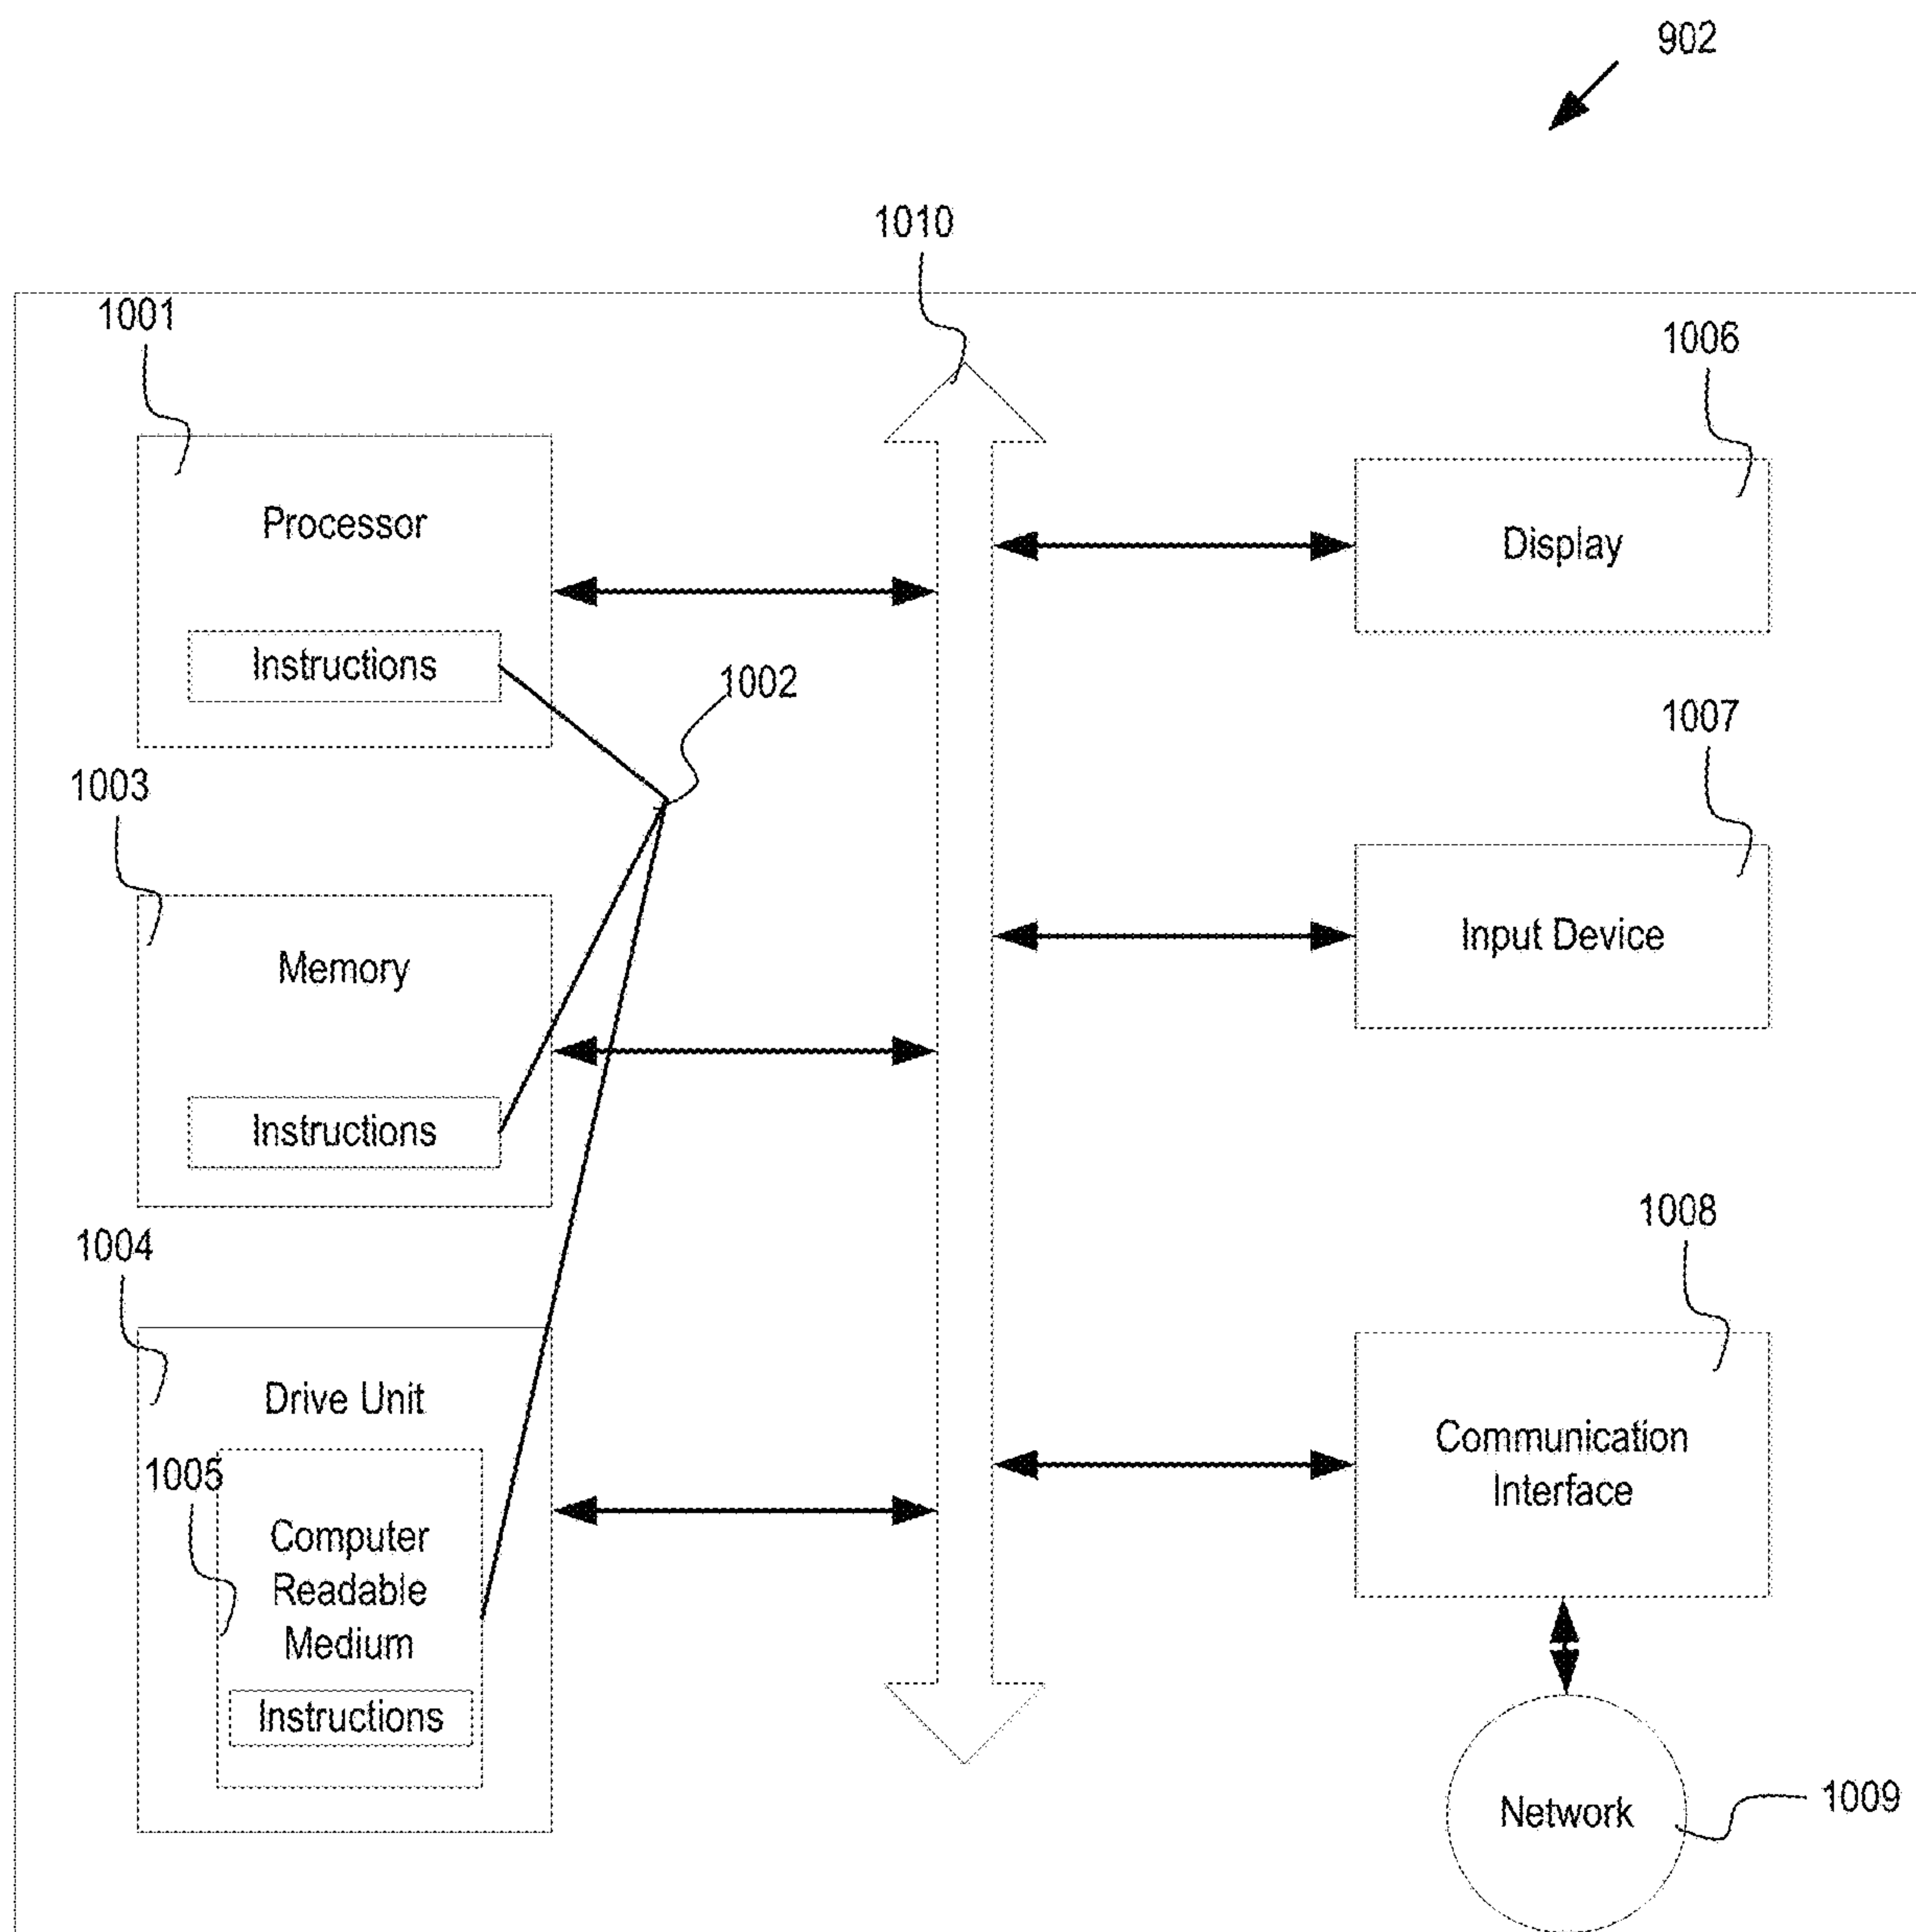 902
1010
1001
1006
Processor
Display
Instructions
1002
1007
1003
Input Device
Memory
Instructions
1008
1004
Drive Unit
Communication
Interface
1005
Computer
Readable
Medium
Instructions
1009
Network